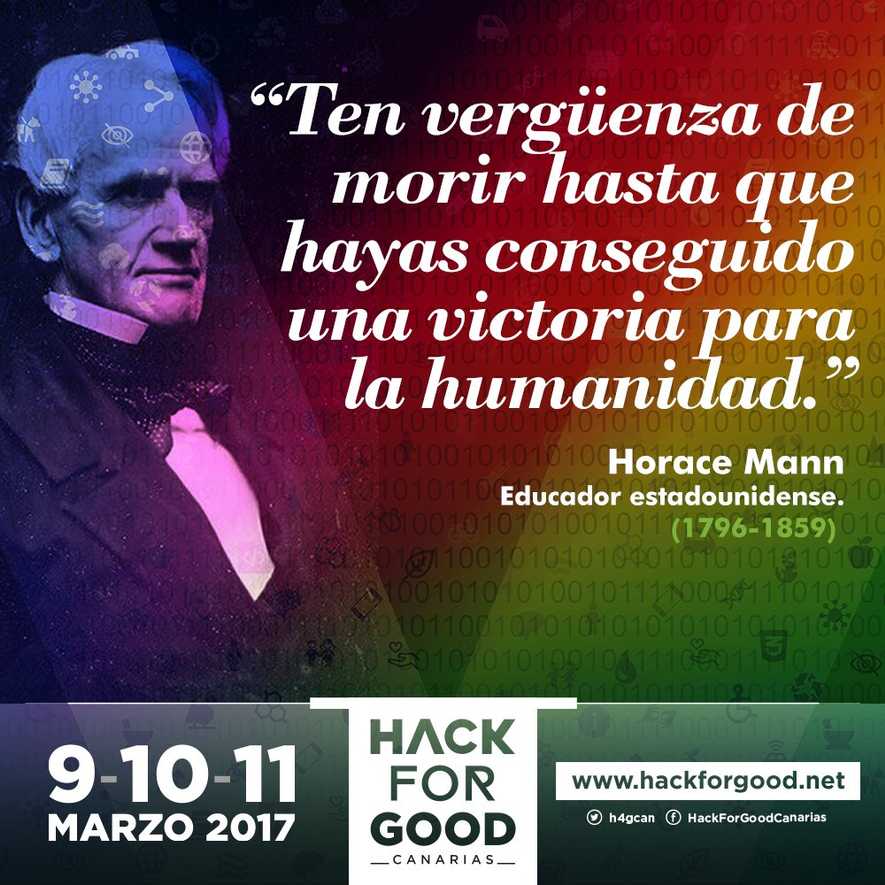 “Ten vergüenza de
morir hasta que
hayas conseguido
una victoria para
la humanidad.”
Horace Mann
Educador estadounidense.
(1796-1859)
9-10-11
MARZO 2017
HACK
FOR
GOOD
CANARIAS
www.hackforgood.net
h4gcan HackForGoodCanarias